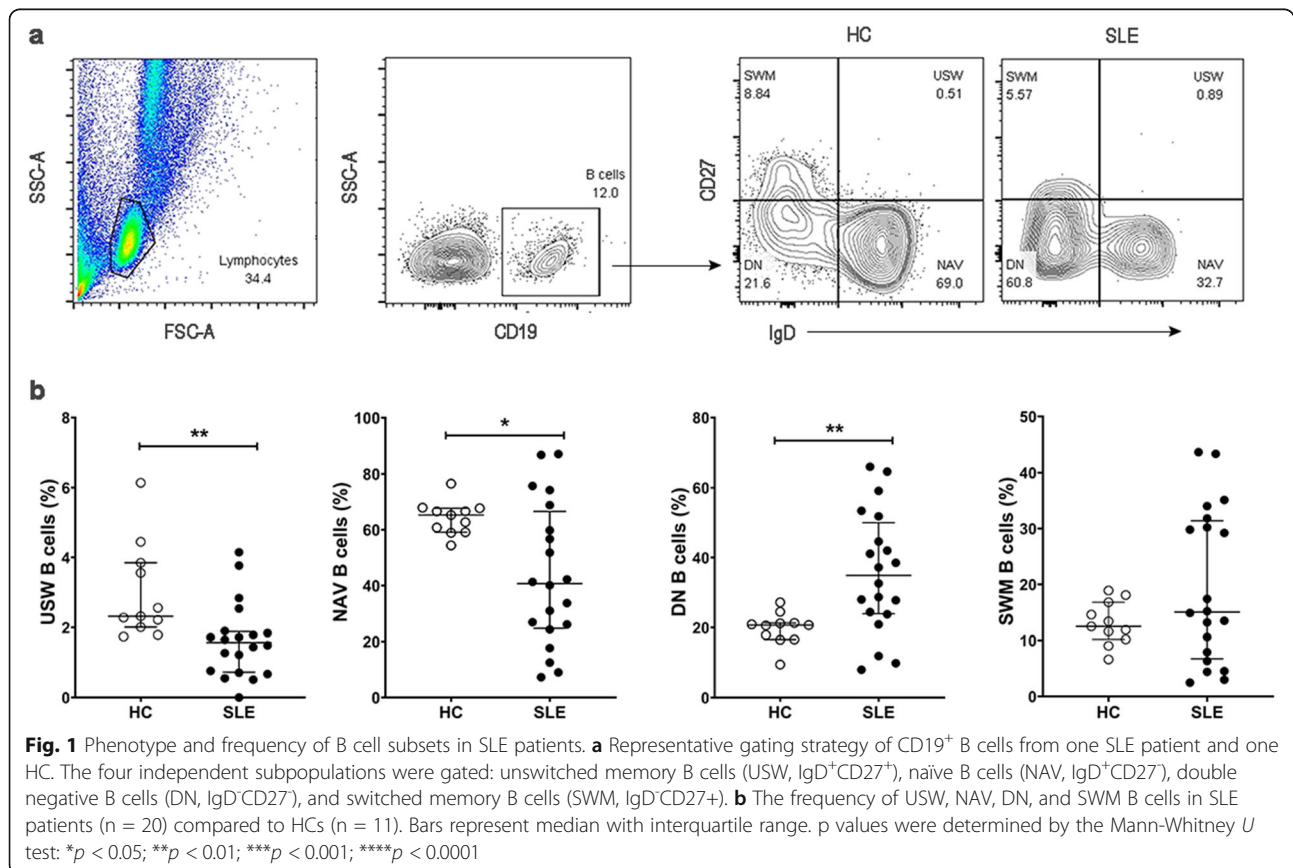 a
HC
SLE
SSC-A
Lymphocytes
34.4
FSC-A
SSC-A
B cells
12.0
CD19
CD27
SWM
8.84
USW
0.51
DN
21.6
NAV
69.0
SWM
5.57
USW
0.89
DN
60.8
NAV
32.7
IgD
b
USW B cells (%)
8
6
4
2
0
**
HC
SLE
NAV B cells (%)
100
80
60
40
20
0
*
HC
SLE
DN B cells (%)
80
60
40
20
0
**
HC
SLE
SWM B cells (%)
50
40
30
20
10
0
HC
SLE
Fig. 1 Phenotype and frequency of B cell subsets in SLE patients. a Representative gating strategy of CD19⁺ B cells from one SLE patient and one
HC. The four independent subpopulations were gated: unswitched memory B cells (USW, IgD⁺CD27⁺), naïve B cells (NAV, IgD⁺CD27⁻), double
negative B cells (DN, IgD⁻CD27⁻), and switched memory B cells (SWM, IgD⁻CD27+). b The frequency of USW, NAV, DN, and SWM B cells in SLE
patients (n = 20) compared to HCs (n = 11). Bars represent median with interquartile range. p values were determined by the Mann-Whitney U
test: *p < 0.05; **p < 0.01; ***p < 0.001; ****p < 0.0001